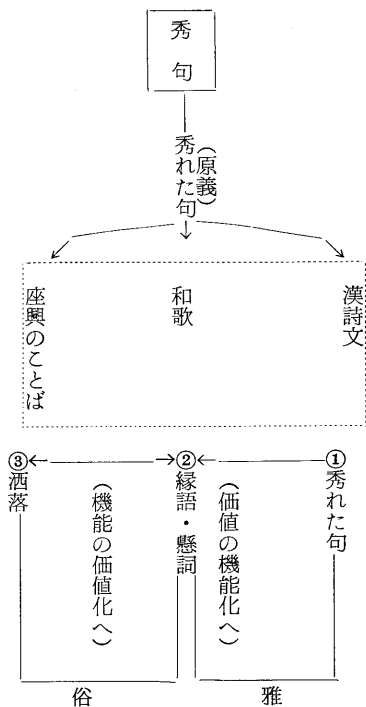 秀句
（原義）
秀れた句
漢詩文
和歌
座興のことば
①秀れた句
（価値の機能化へ）
②縁語・懸詞
（機能の価値化へ）
③洒落
雅
俗